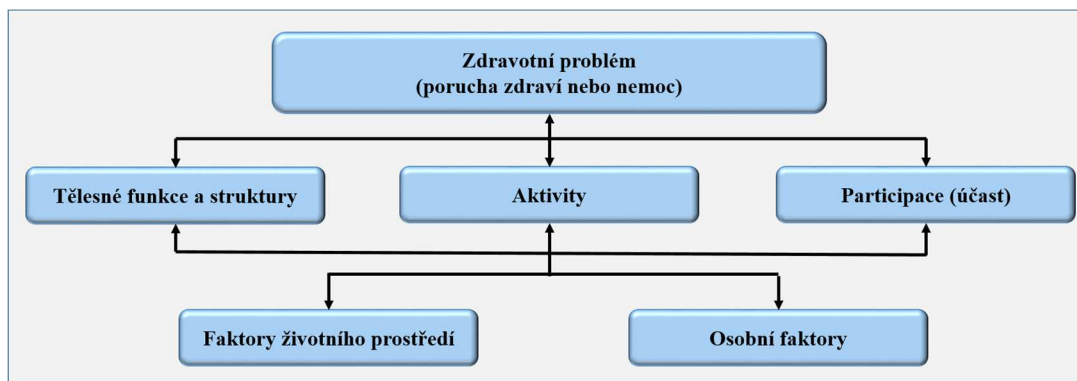 Zdravotní problém
(porucha zdraví nebo nemoc)
Tělesné funkce a struktury
Aktivity
Participace (účast)
Faktory životního prostředí
Osobní faktory